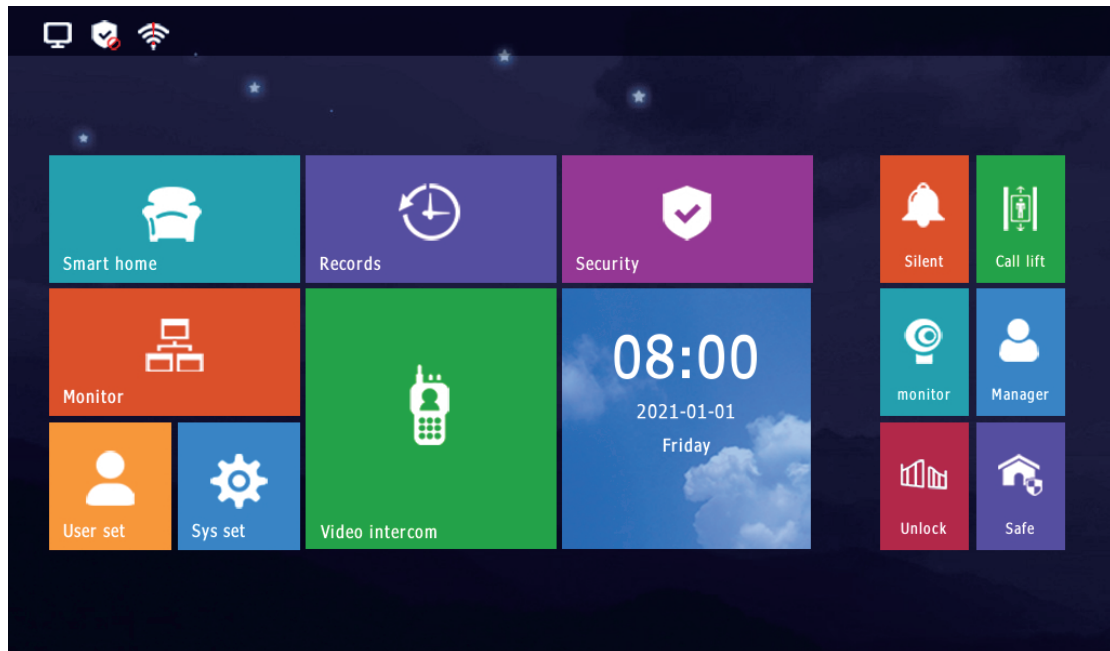 Smart home
Records
Security
Silent
Call lift
Monitor
08:00
2021-01-01
Friday
monitor
Manager
User set
Sys set
Video intercom
Unlock
Safe